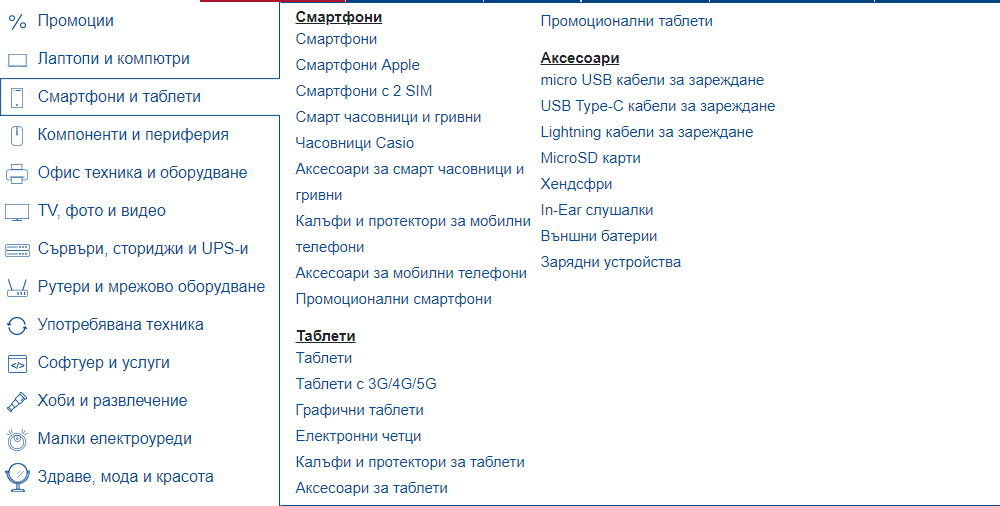 Промоции
Лаптопи и компютри
Смартфони и таблети
Компоненти и периферия
Офис техника и оборудване
TV, фото и видео
Сървъри, сториджи и UPS-и
Рутери и мрежово оборудване
Употребявана техника
Софтуер и услуги
Хоби и развлечение
Малки електроуреди
Здраве, мода и красота
Смартфони
Смартфони
Смартфони Apple
Смартфони с 2 SIM
Смарт часовници и гривни
Часовници Casio
Аксесоари за смарт часовници и
гривни
Калъфи и протектори за мобилни
телефони
Аксесоари за мобилни телефони
Промоционални смартфони
Таблети
Таблети
Таблети с 3G/4G/5G
Графични таблети
Електронни четци
Калъфи и протектори за таблети
Аксесоари за таблети
Промоционални таблети
Аксесоари
micro USB кабели за зареждане
USB Type-C кабели за зареждане
Lightning кабели за зареждане
MicroSD карти
Хендсфри
In-Ear слушалки
Външни батерии
Зарядни устройства